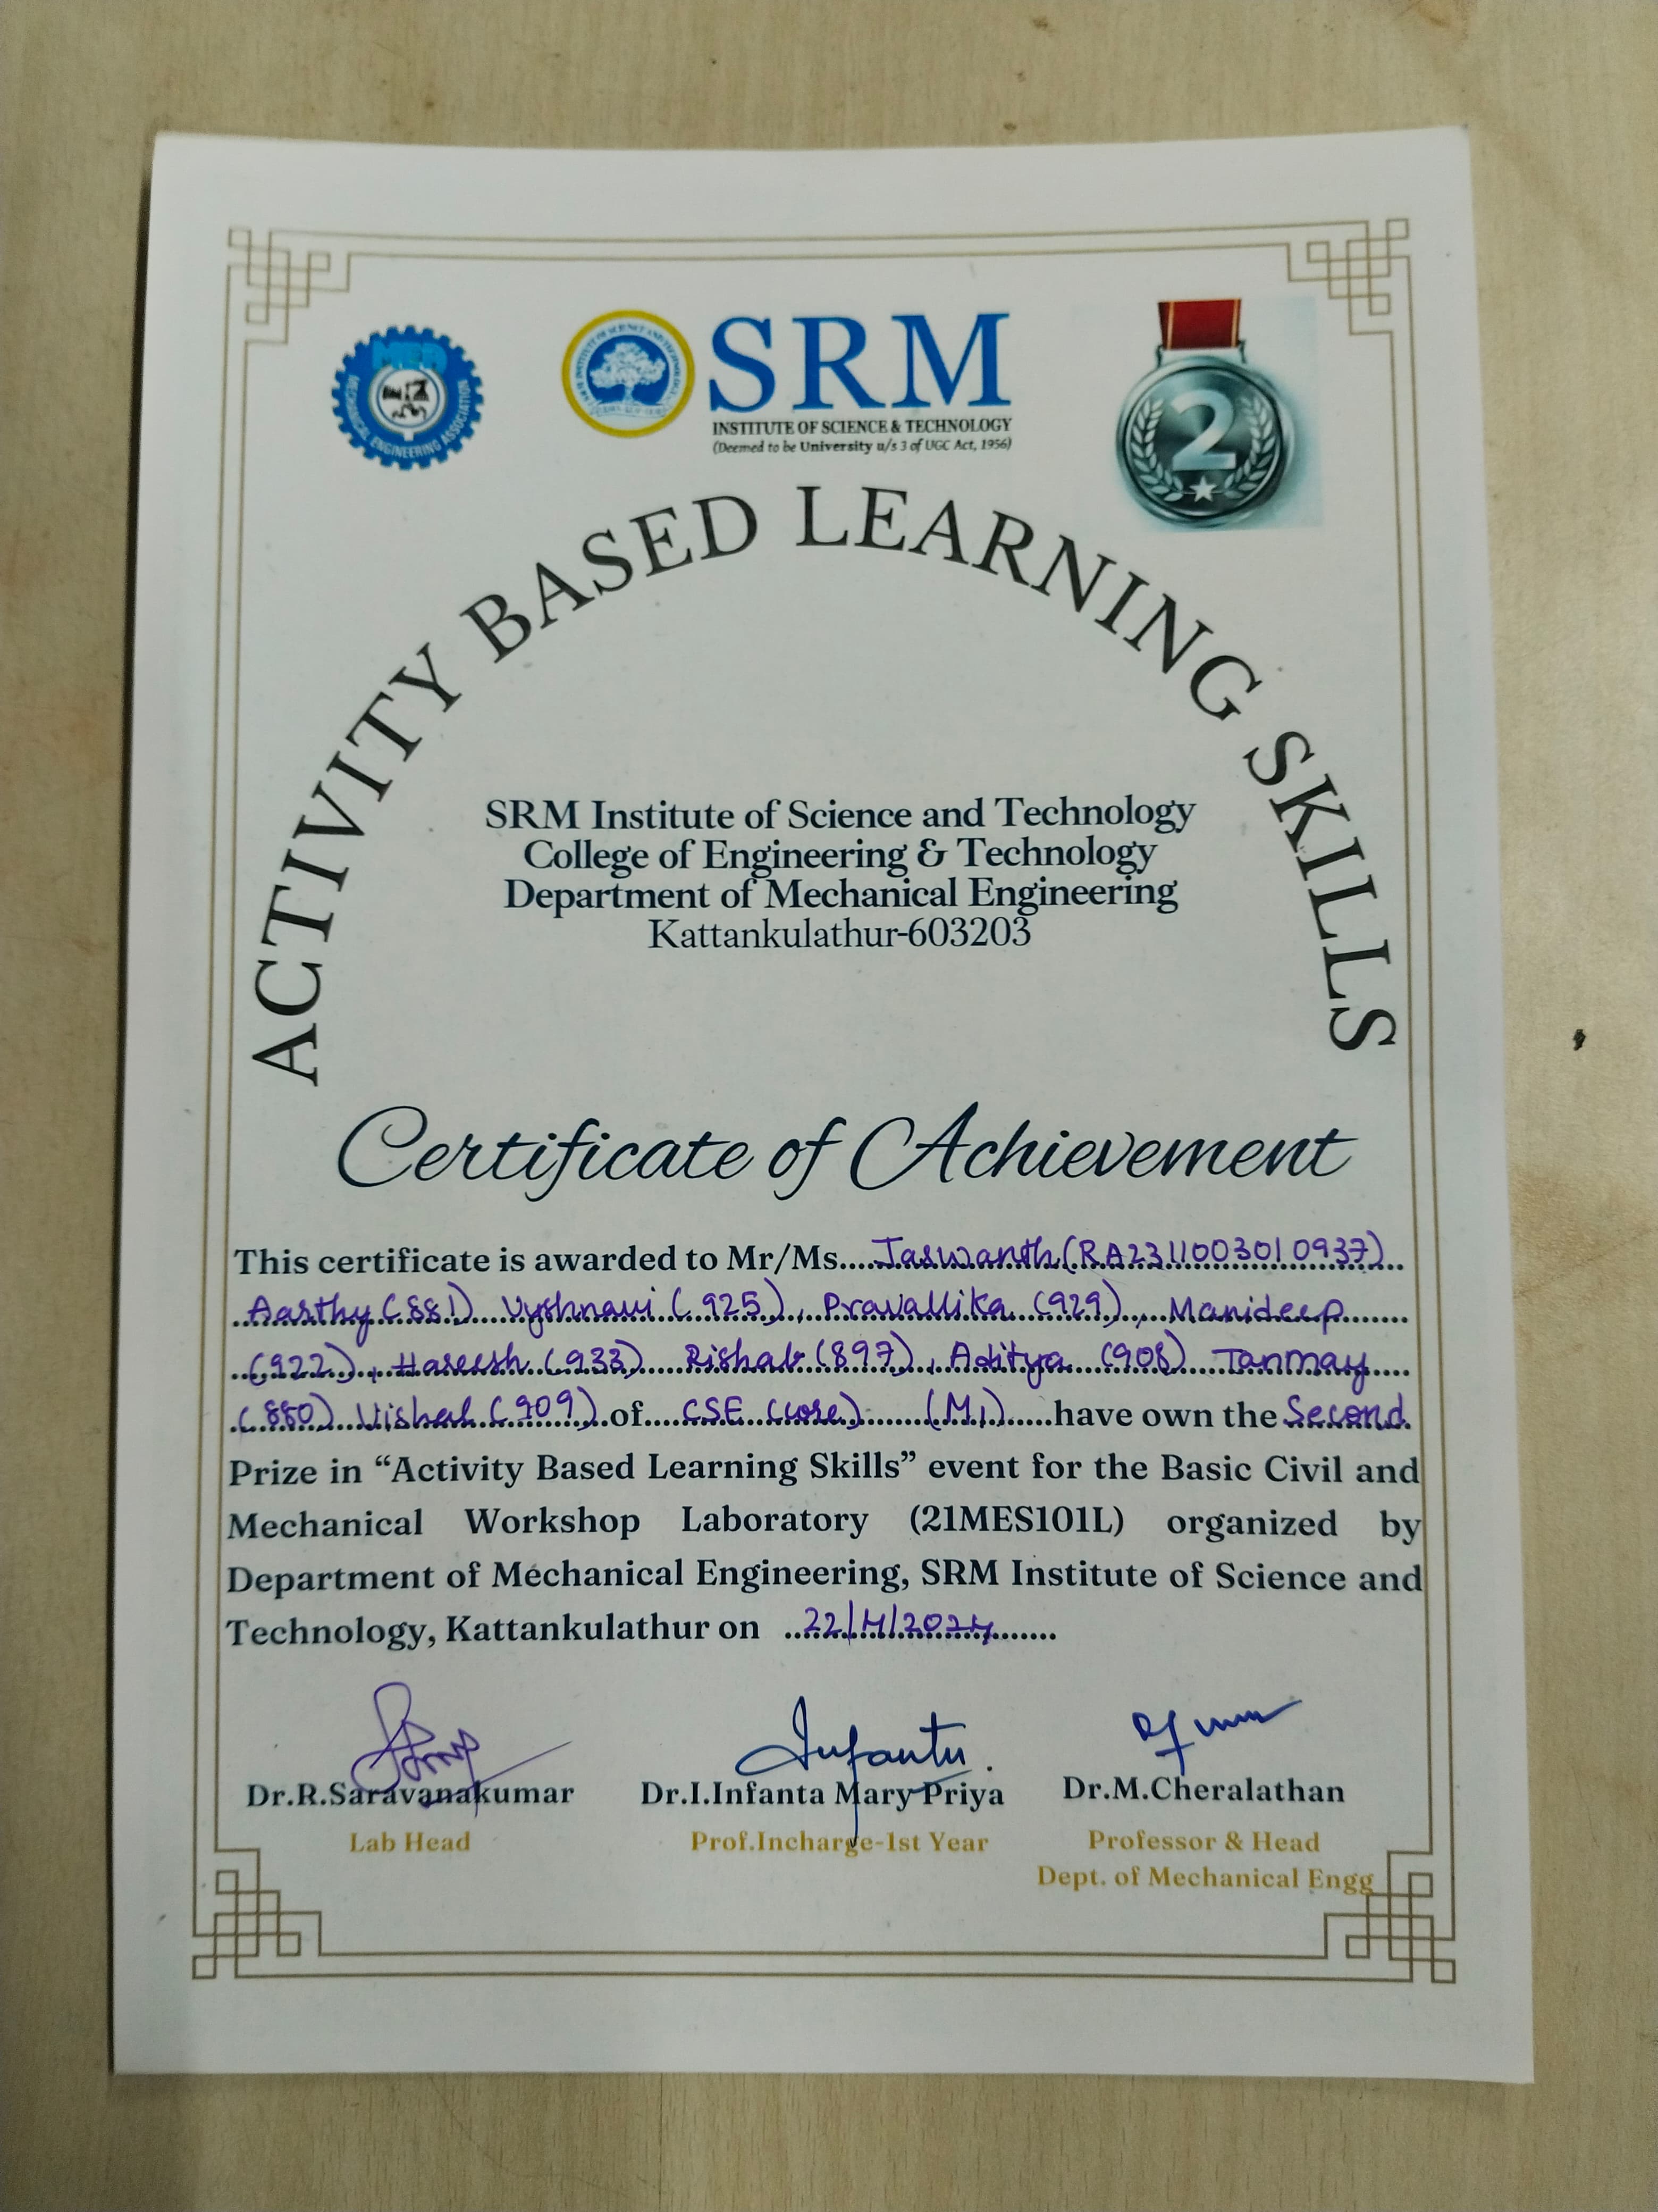 MEA
MECHANICAL ENGINEERING ASSOCIATION
SRM
INSTITUTE OF SCIENCE & TECHNOLOGY
(Deemed to be University u/s 3 of UGC Act, 1956)
2
ACTIVITY BASED LEARNING SKILLS
SRM Institute of Science and Technology
College of Engineering & Technology
Department of Mechanical Engineering
Kattankulathur-603203
Certificate of Achievement
This certificate is awarded to Mr/Ms.....Jaswanth (RA2311003010937)
Aarthy (881) Vyshnavi (925), Pravallika (929), Manideep
(922), Hareesh (933) Rishab (897), Aditya (908) Tanmay
(880) Vishal (909) of CSE (core) (M1) have own the Second
Prize in “Activity Based Learning Skills” event for the Basic Civil and
Mechanical Workshop Laboratory (21MES101L) organized by
Department of Mechanical Engineering, SRM Institute of Science and
Technology, Kattankulathur on 22/4/2024
Infantu.
Dr.R.Saravanakumar Dr.I.Infanta Mary Priya Dr.M.Cheralathan
Lab Head Prof.Incharge-1st Year Professor & Head
Dept. of Mechanical Engg